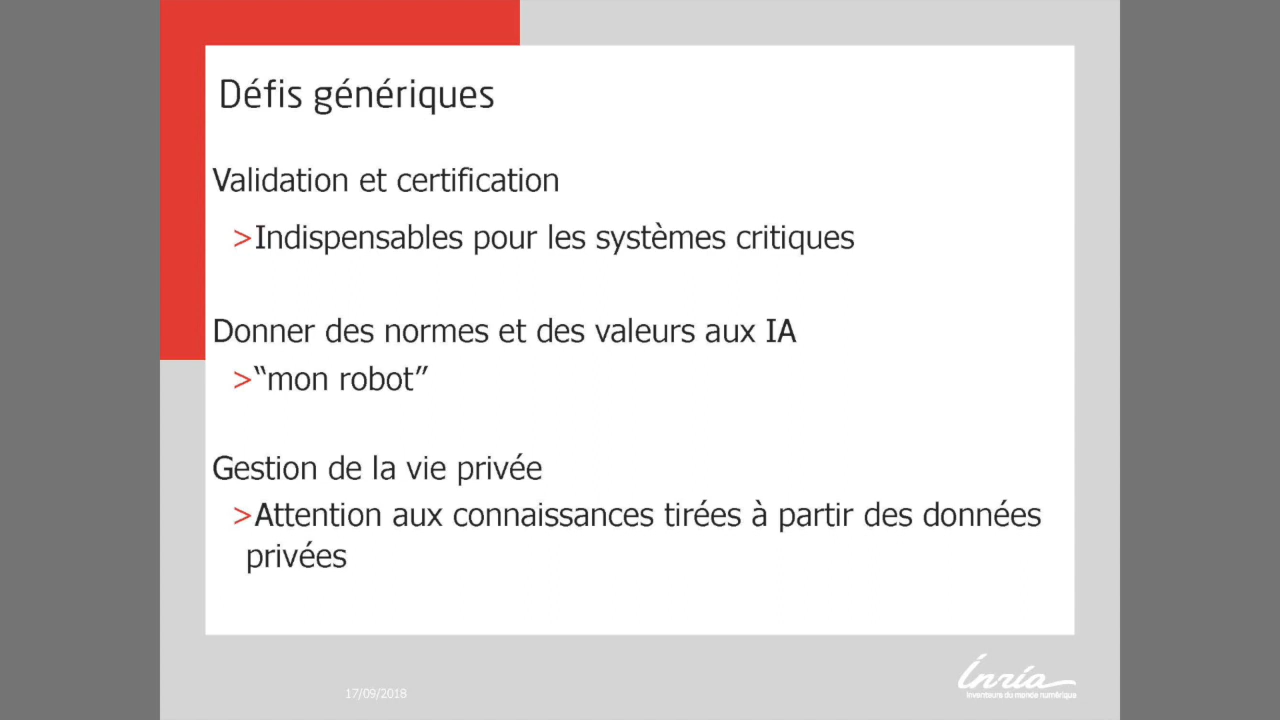 Défis génériques
Validation et certification
>Indispensables pour les systèmes critiques
Donner des normes et des valeurs aux IA
>“mon robot”
Gestion de la vie privée
>Attention aux connaissances tirées à partir des données
privées
17/09/2018
Inria
inventeurs du monde numérique